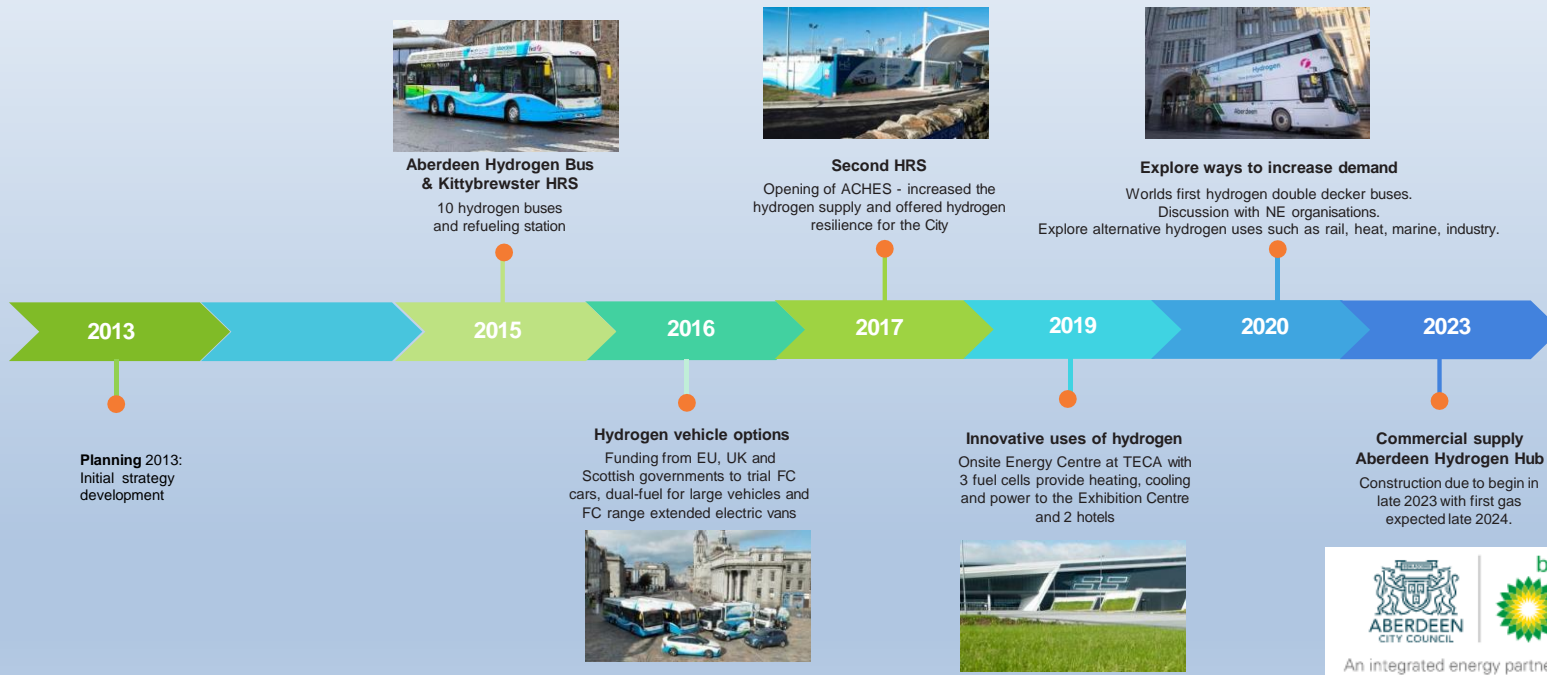 Aberdeen Hydrogen Bus
& Kittybrewster HRS
10 hydrogen buses
and refueling station
Second HRS
Opening of ACHES - increased the
hydrogen supply and offered hydrogen
resilience for the City
Hydrogen
Aberdeen
Explore ways to increase demand
Worlds first hydrogen double decker buses.
Discussion with NE organisations.
Explore alternative hydrogen uses such as rail, heat, marine, industry.
2013
2015
2016
2017
2019
2020
2023
Planning 2013:
Initial strategy
development
Hydrogen vehicle options
Funding from EU, UK and
Scottish governments to trial FC
cars, dual-fuel for large vehicles and
FC range extended electric vans
Innovative uses of hydrogen
Onsite Energy Centre at TECA with
3 fuel cells provide heating, cooling
and power to the Exhibition Centre
and 2 hotels
Commercial supply
Aberdeen Hydrogen Hub
Construction due to begin in
late 2023 with first gas
expected late 2024.
ABERDEEN
CITY COUNCIL
An integrated energy